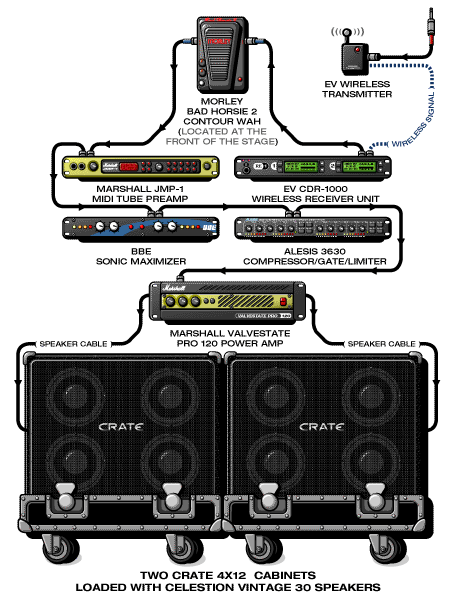 EV WIRELESS
TRANSMITTER
MORLEY
BAD HORSIE 2
CONTOUR WAH
(LOCATED AT THE
FRONT OF THE STAGE)
( WIRELESS SIGNAL )
Marshall
MARSHALL JMP-1
MIDI TUBE PREAMP
EV CDR-1000
WIRELESS RECEIVER UNIT
BBE
BBE
SONIC MAXIMIZER
ALESIS 3630
COMPRESSOR/GATE/LIMITER
Marshall
VALVESTATE PRO
MARSHALL VALVESTATE
PRO 120 POWER AMP
( SPEAKER CABLE )
( SPEAKER CABLE )
CRATE
CRATE
TWO CRATE 4X12 CABINETS
LOADED WITH CELESTION VINTAGE 30 SPEAKERS